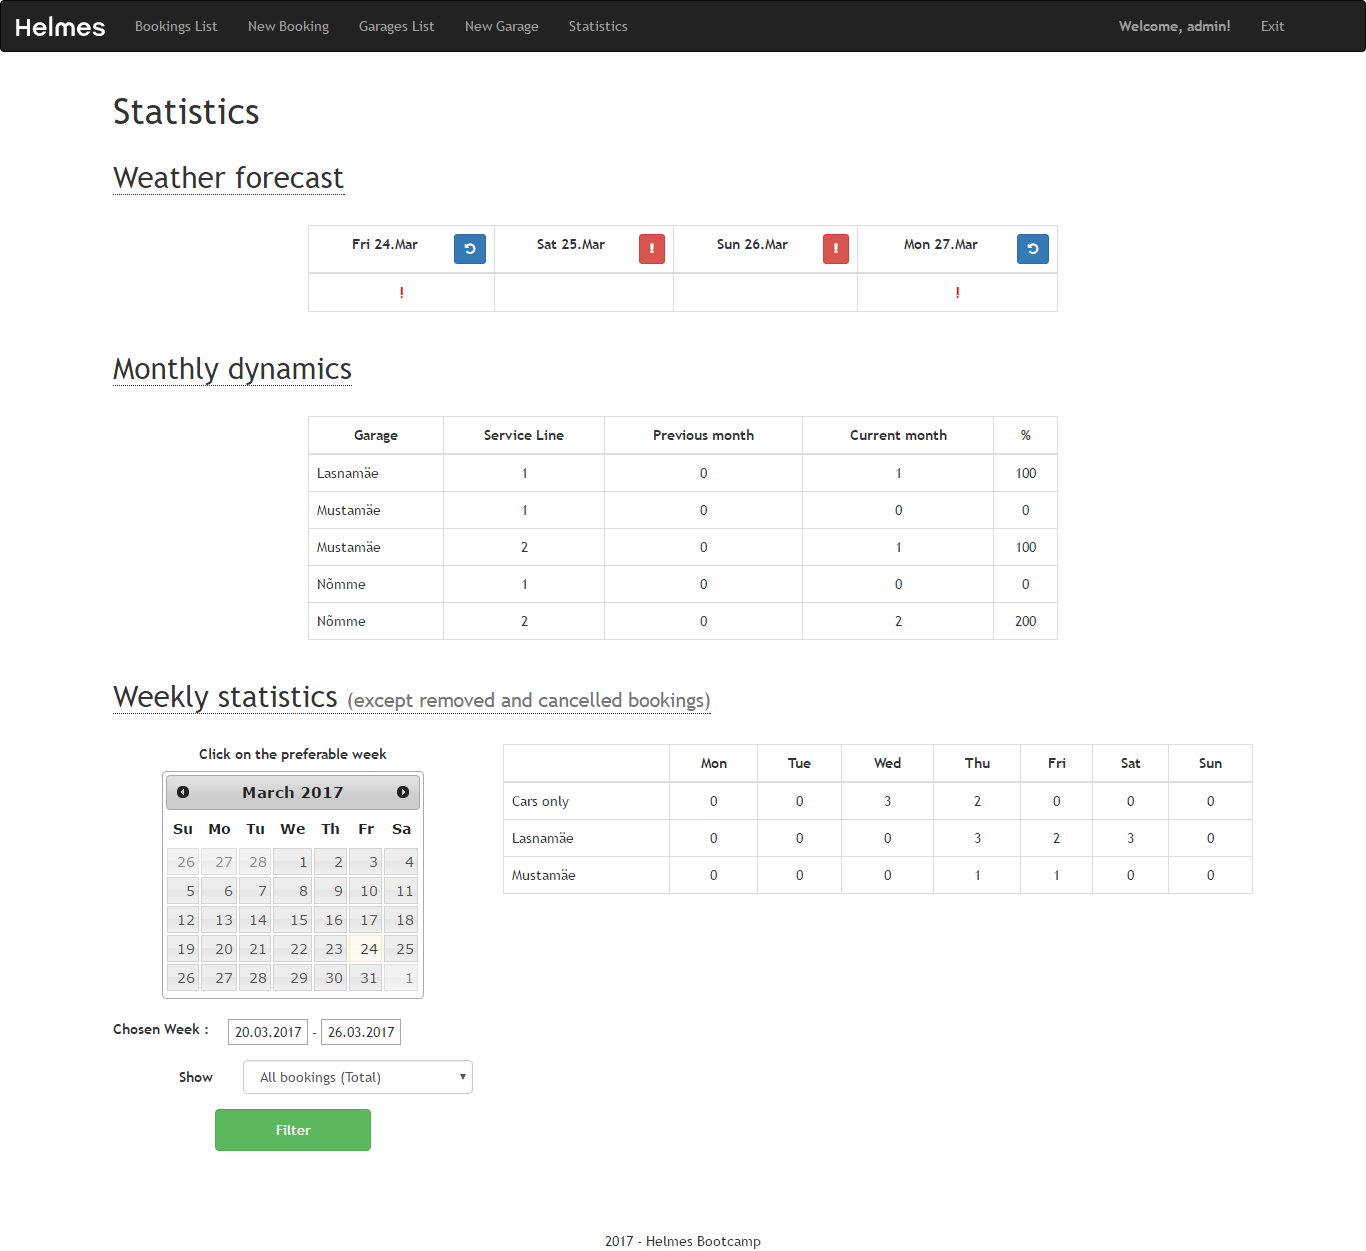 Helmes Bookings List New Booking Garages List New Garage Statistics Welcome, admin! Exit
Statistics
Weather forecast
Fri 24.Mar Sat 25.Mar ! Sun 26.Mar ! Mon 27.Mar
! !
Monthly dynamics
Garage Service Line Previous month Current month %
Lasnamäe 1 0 1 100
Mustamäe 1 0 0 0
Mustamäe 2 0 1 100
Nõmme 1 0 0 0
Nõmme 2 0 2 200
Weekly statistics (except removed and cancelled bookings)
Click on the preferable week
March 2017
Su Mo Tu We Th Fr Sa
26 27 28 1 2 3 4
5 6 7 8 9 10 11
12 13 14 15 16 17 18
19 20 21 22 23 24 25
26 27 28 29 30 31 1
Chosen Week : 20.03.2017 - 26.03.2017
Show All bookings (Total)
Filter
Mon Tue Wed Thu Fri Sat Sun
Cars only 0 0 3 2 0 0 0
Lasnamäe 0 0 0 3 2 3 0
Mustamäe 0 0 0 1 1 0 0
2017 - Helmes Bootcamp